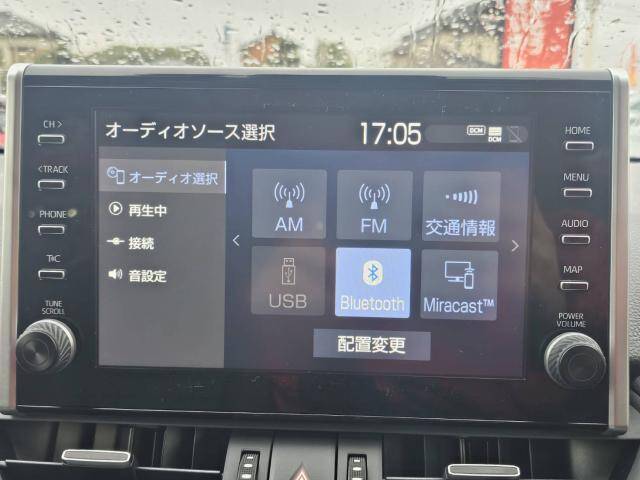 CH >
< TRACK
PHONE
T&C
TUNE
SCROLL
オーディオソース選択
17:05
DCM
DCM
オーディオ選択
再生中
接続
音設定
AM
FM
交通情報
USB
Bluetooth
Miracast™
配置変更
HOME
MENU
AUDIO
MAP
POWER
VOLUME